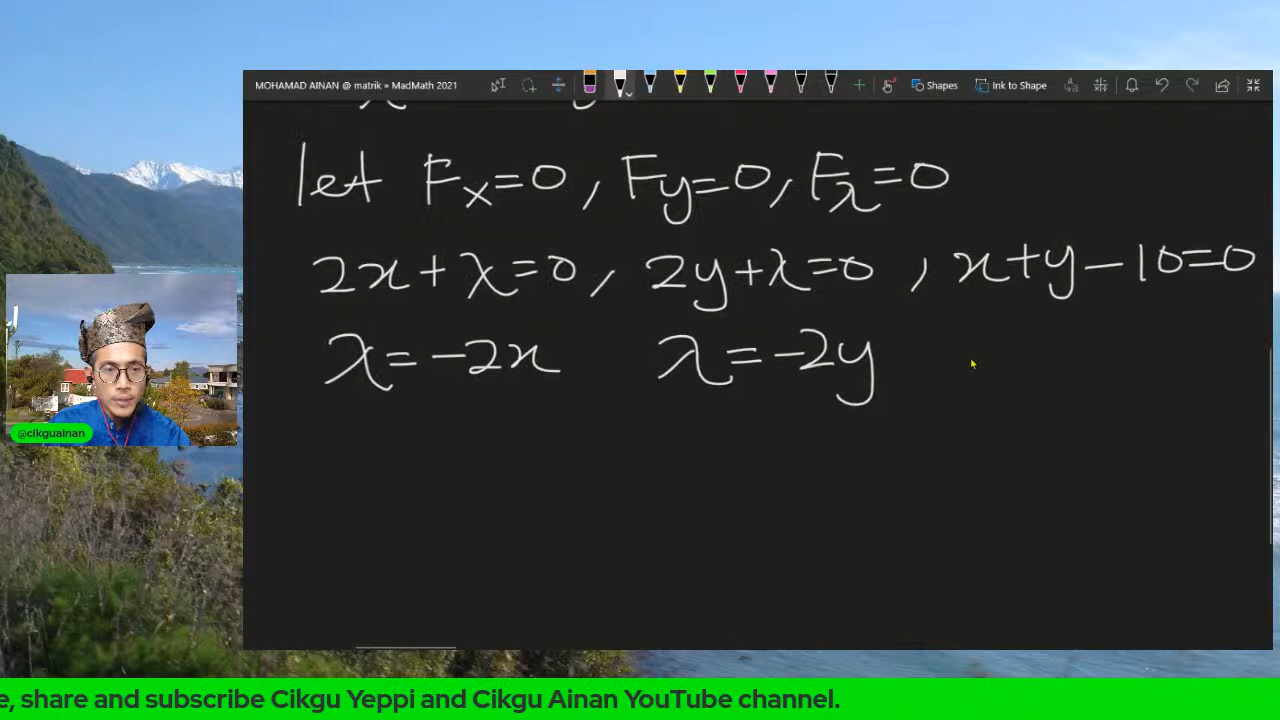 MOHAMAD AINAN @ matrik » MadMath 2021
Shapes
Ink to Shape
let Fx=0, Fy=0, Fλ=0
2x+λ=0, 2y+λ=0, x+y-10=0
λ=-2x λ=-2y
@cikguainan
e, share and subscribe Cikgu Yeppi and Cikgu Ainan YouTube channel.